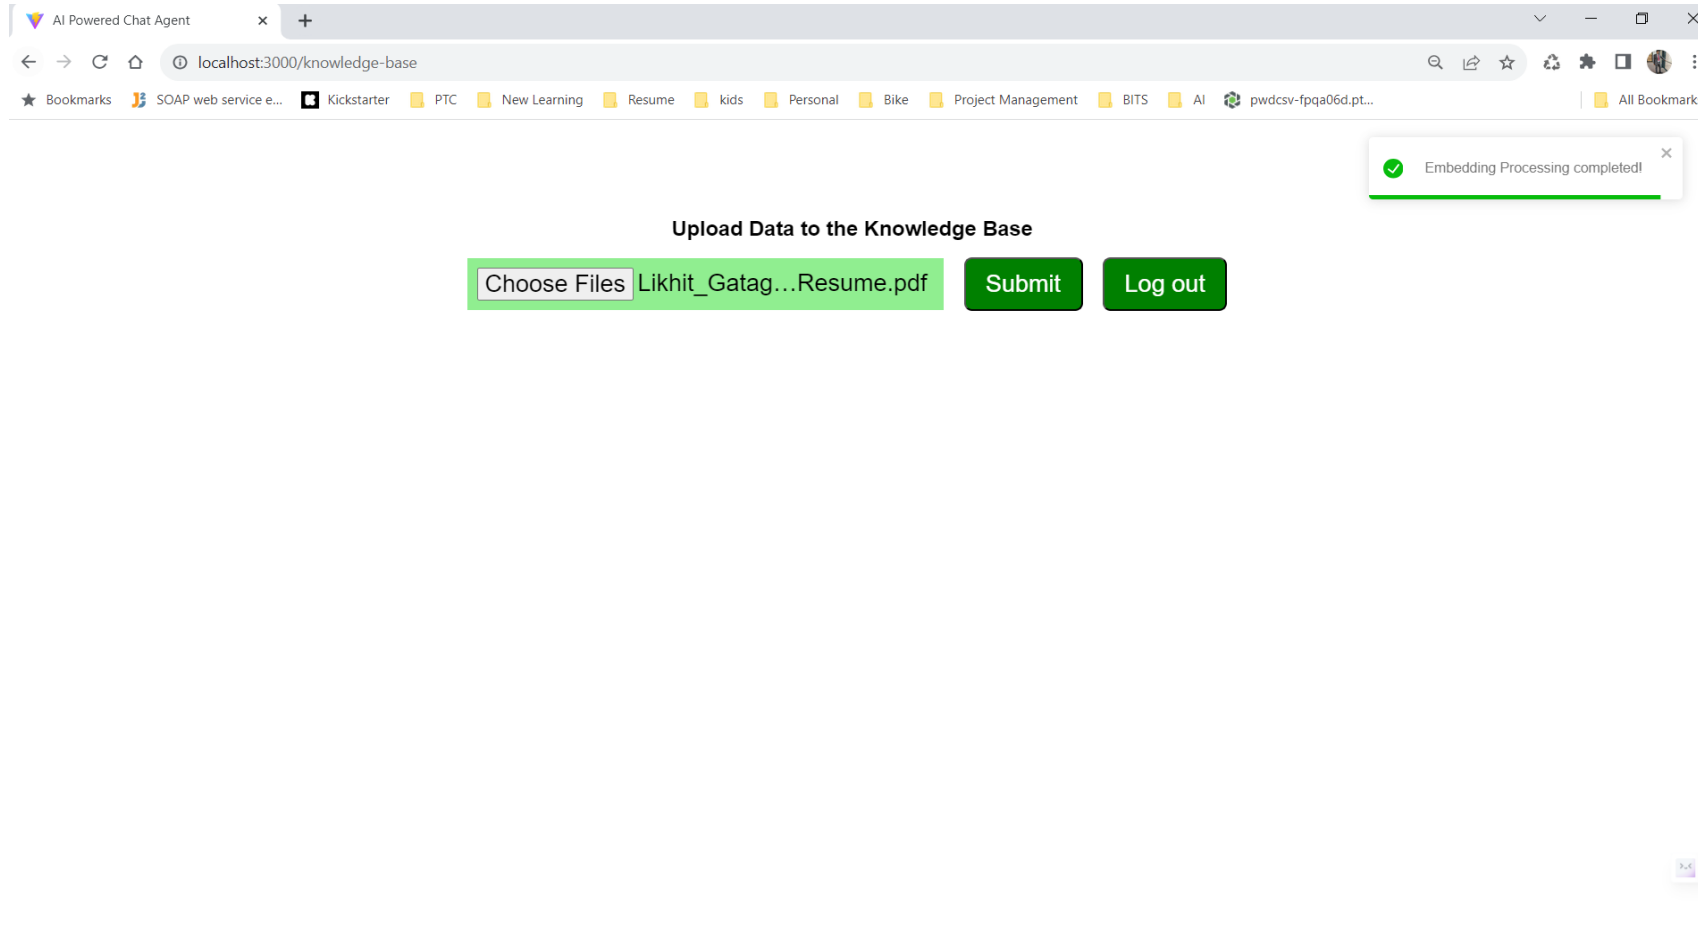 AI Powered Chat Agent
localhost:3000/knowledge-base
Bookmarks SOAP web service e... Kickstarter PTC New Learning Resume kids Personal Bike Project Management BITS AI pwdcsv-fpqa06d.pt... All Bookmark
Embedding Processing completed!
Upload Data to the Knowledge Base
Choose Files Likhit_Gatag...Resume.pdf Submit Log out